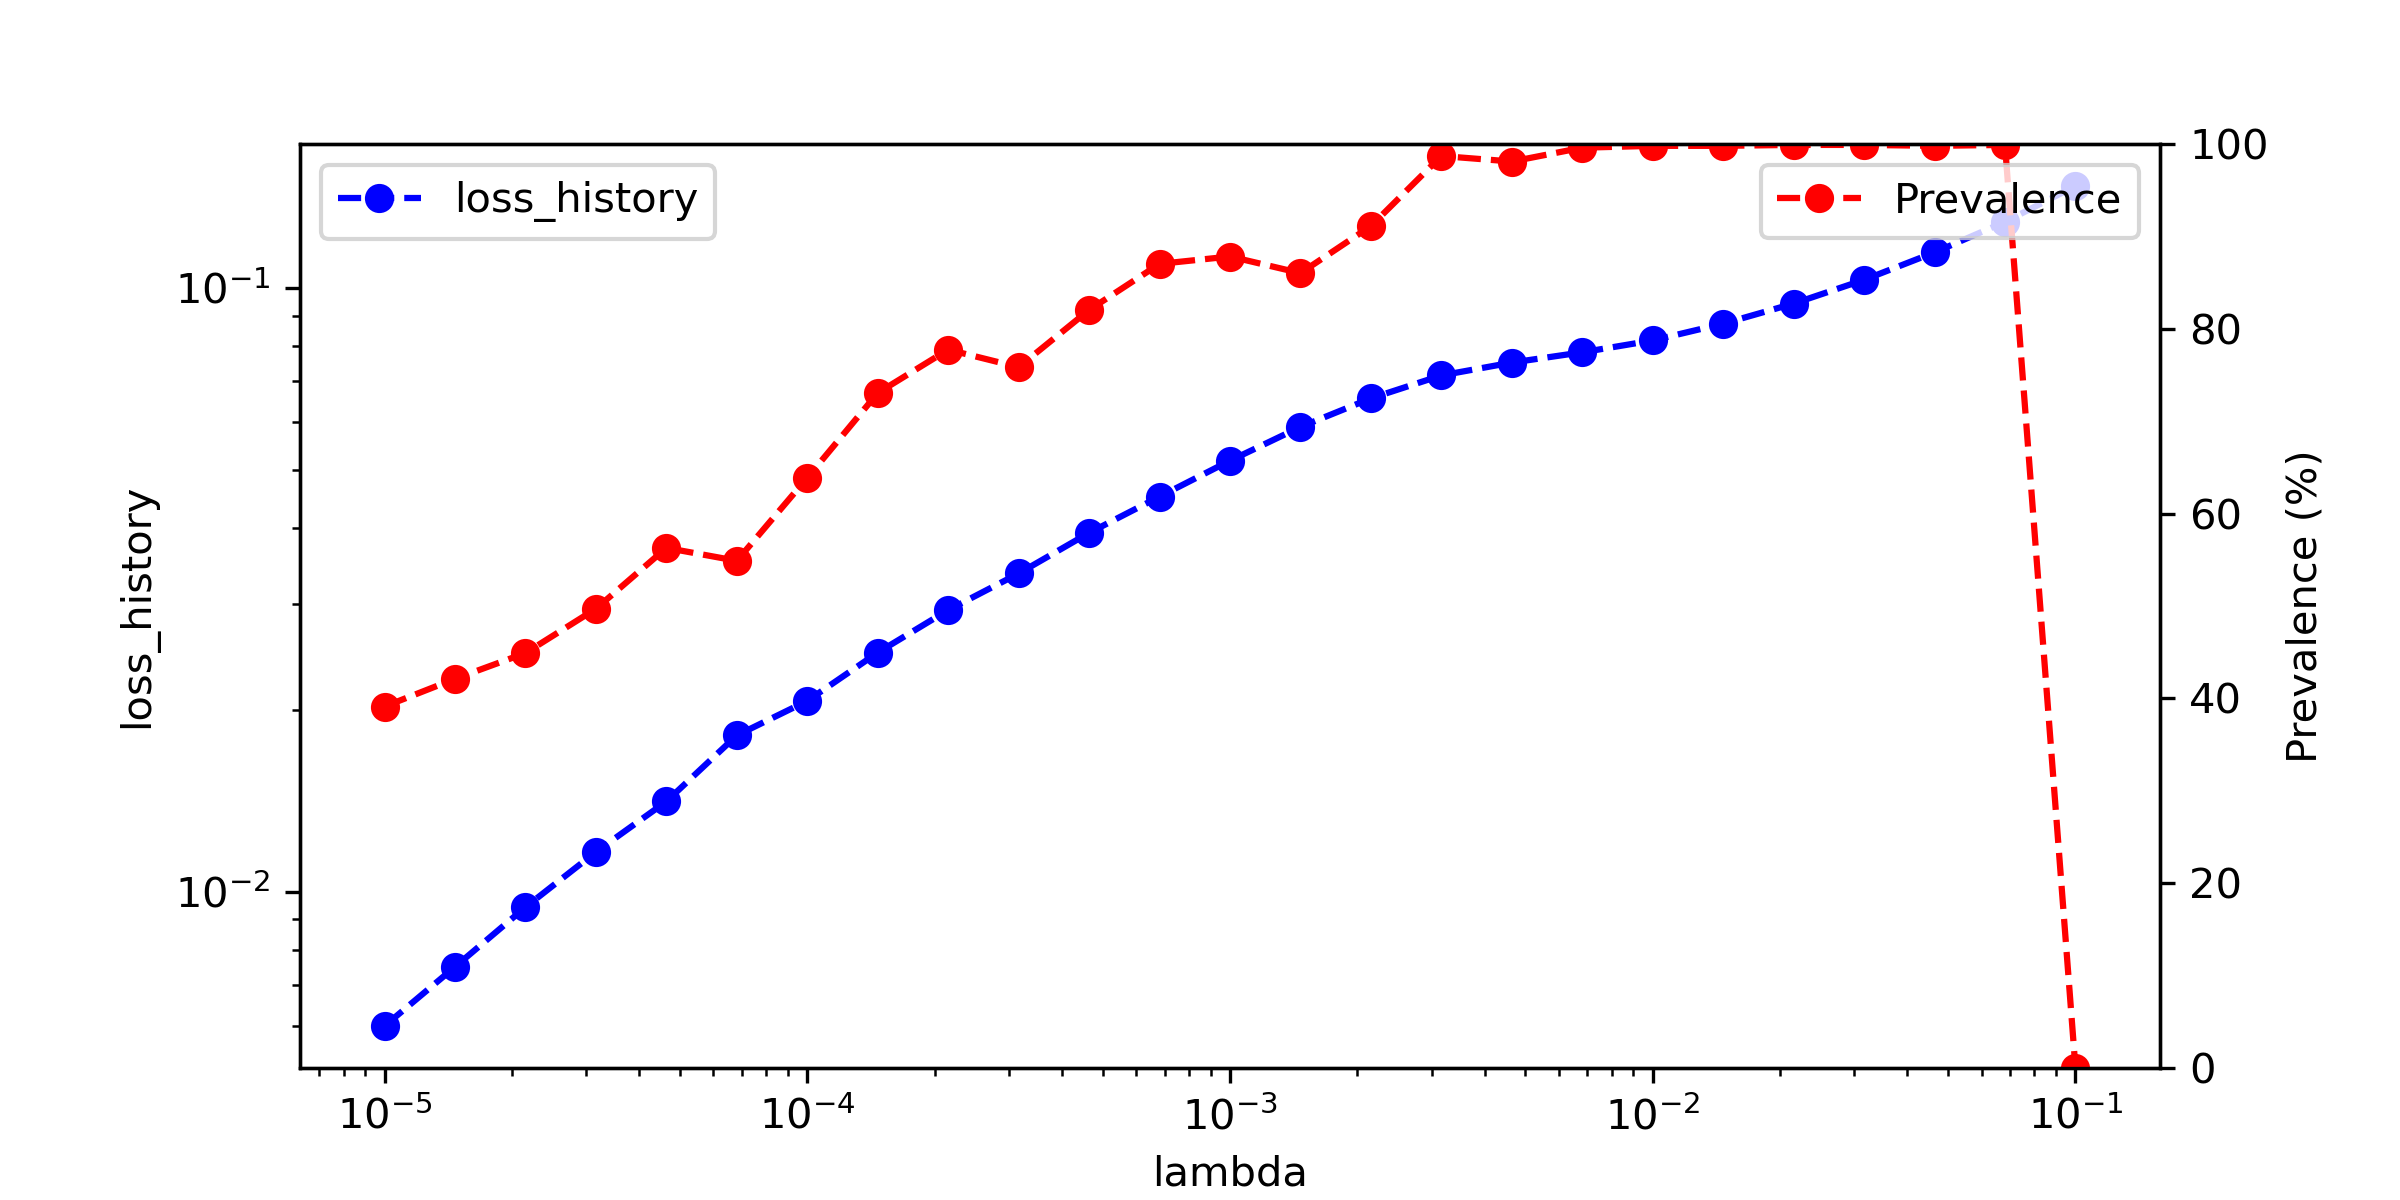 loss_history
Prevalence
100
80
60
40
20
0
10⁻¹
10⁻²
loss_history
Prevalence (%)
10⁻⁵ 10⁻⁴ 10⁻³ 10⁻² 10⁻¹
lambda